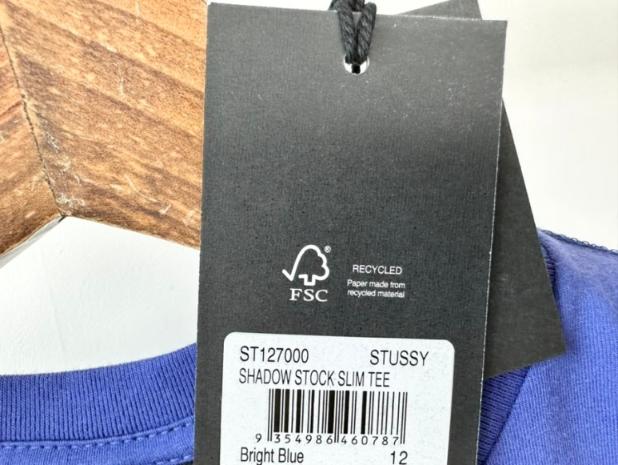 FSC
®
RECYCLED
Paper made from
recycled material
ST127000 STUSSY
SHADOW STOCK SLIM TEE
9 354986 460787
Bright Blue 12